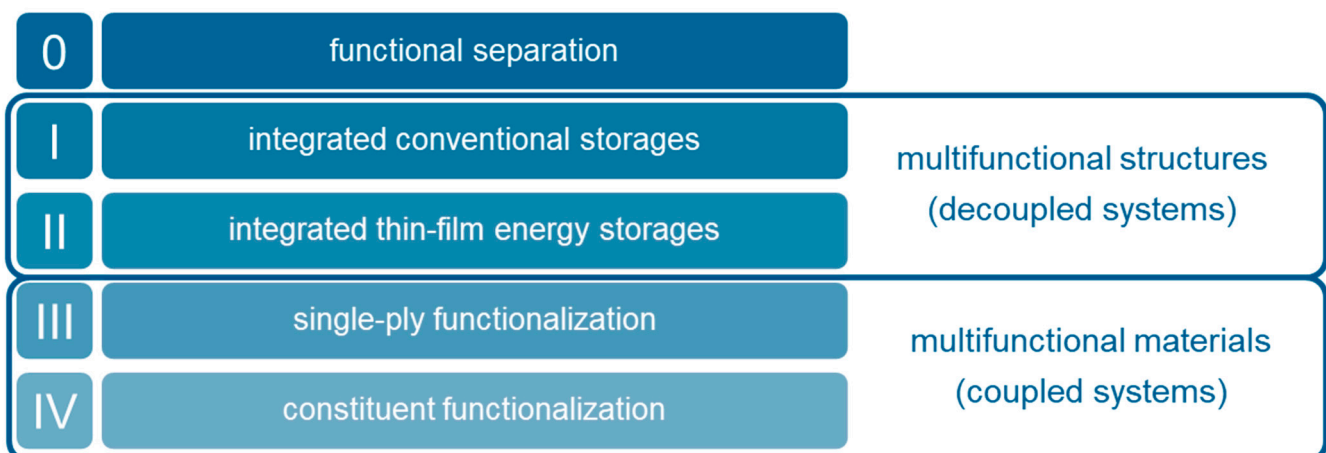 0
functional separation
I
integrated conventional storages
II
integrated thin-film energy storages
multifunctional structures
(decoupled systems)
III
single-ply functionalization
IV
constituent functionalization
multifunctional materials
(coupled systems)